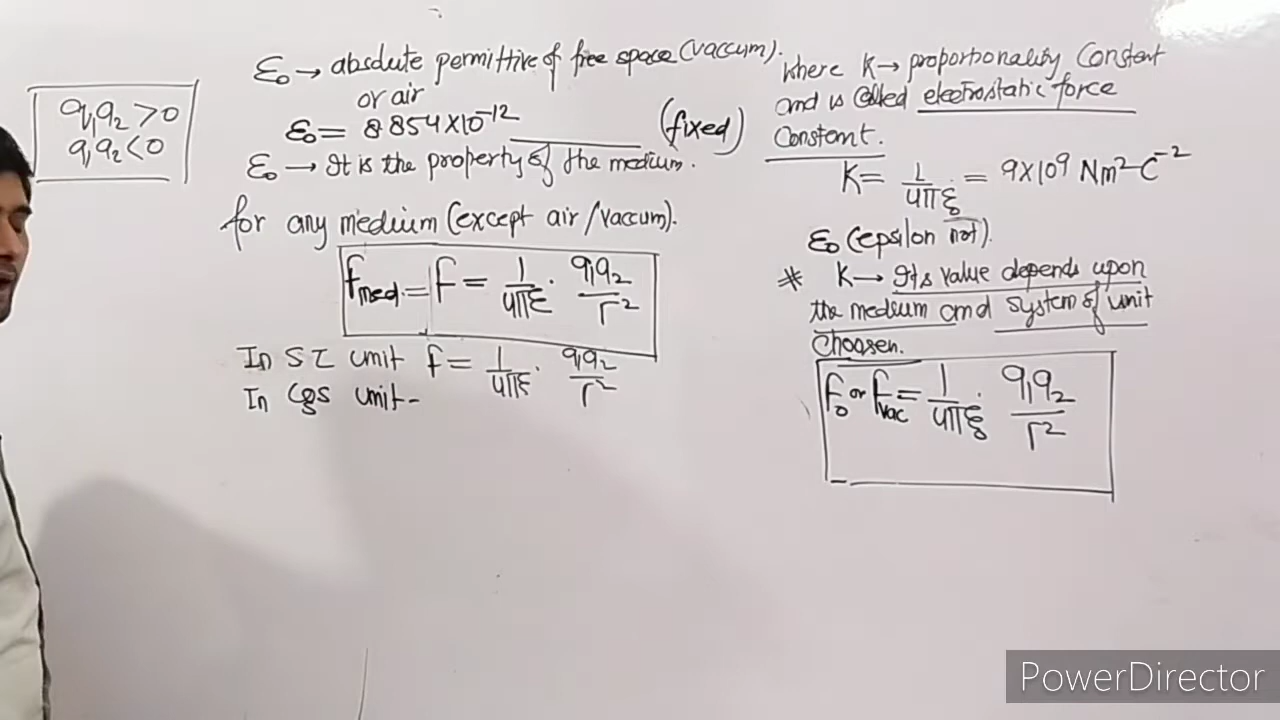 q₁q₂ > 0
q₁q₂ < 0
ε₀ → absolute permittive of free space (vaccum).
or air
ε₀ = 8.854×10⁻¹²
(fixed)
ε₀ → It is the property of the medium.
for any medium (except air/vaccum).
fmed. = f = 1/4πε · q₁q₂/r²
In SI unit f = 1/4πε · q₁q₂/r²
In Cgs unit-
where K → proportionality Constant
and is called electrostatic force
Constant.
K = 1/4πε₀ = 9×10⁹ Nm²C⁻²
ε₀ (epsilon not).
* K → Its value depends upon
the medium and system of unit
Choosen.
f₀ or fvac = 1/4πε₀ · q₁q₂/r²
PowerDirector